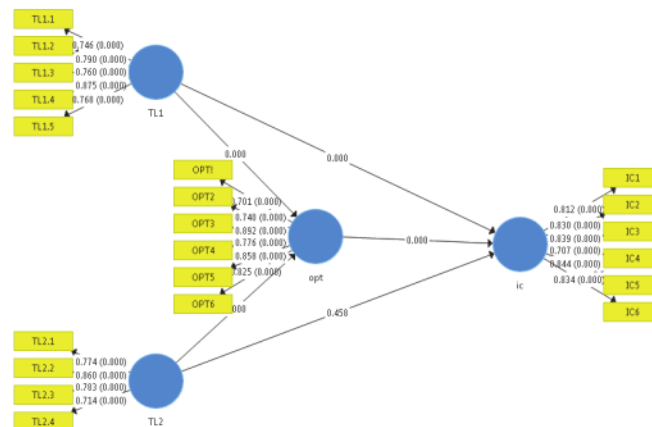 TL1.1
TL1.2
TL1.3
TL1.4
TL1.5
0.746 (0.000)
0.790 (0.000)
0.760 (0.000)
0.875 (0.000)
0.768 (0.000)
TL1
0.000
0.000
OPT!
OPT2
OPT3
OPT4
OPT5
OPT6
0.701 (0.000)
0.740 (0.000)
0.892 (0.000)
0.776 (0.000)
0.858 (0.000)
0.825 (0.000)
opt
0.000
IC1
IC2
IC3
IC4
IC5
IC6
0.812 (0.000)
0.830 (0.000)
0.839 (0.000)
0.707 (0.000)
0.844 (0.000)
0.834 (0.000)
ic
0.450
TL2.1
TL2.2
TL2.3
TL2.4
0.774 (0.000)
0.860 (0.000)
0.783 (0.000)
0.714 (0.000)
TL2